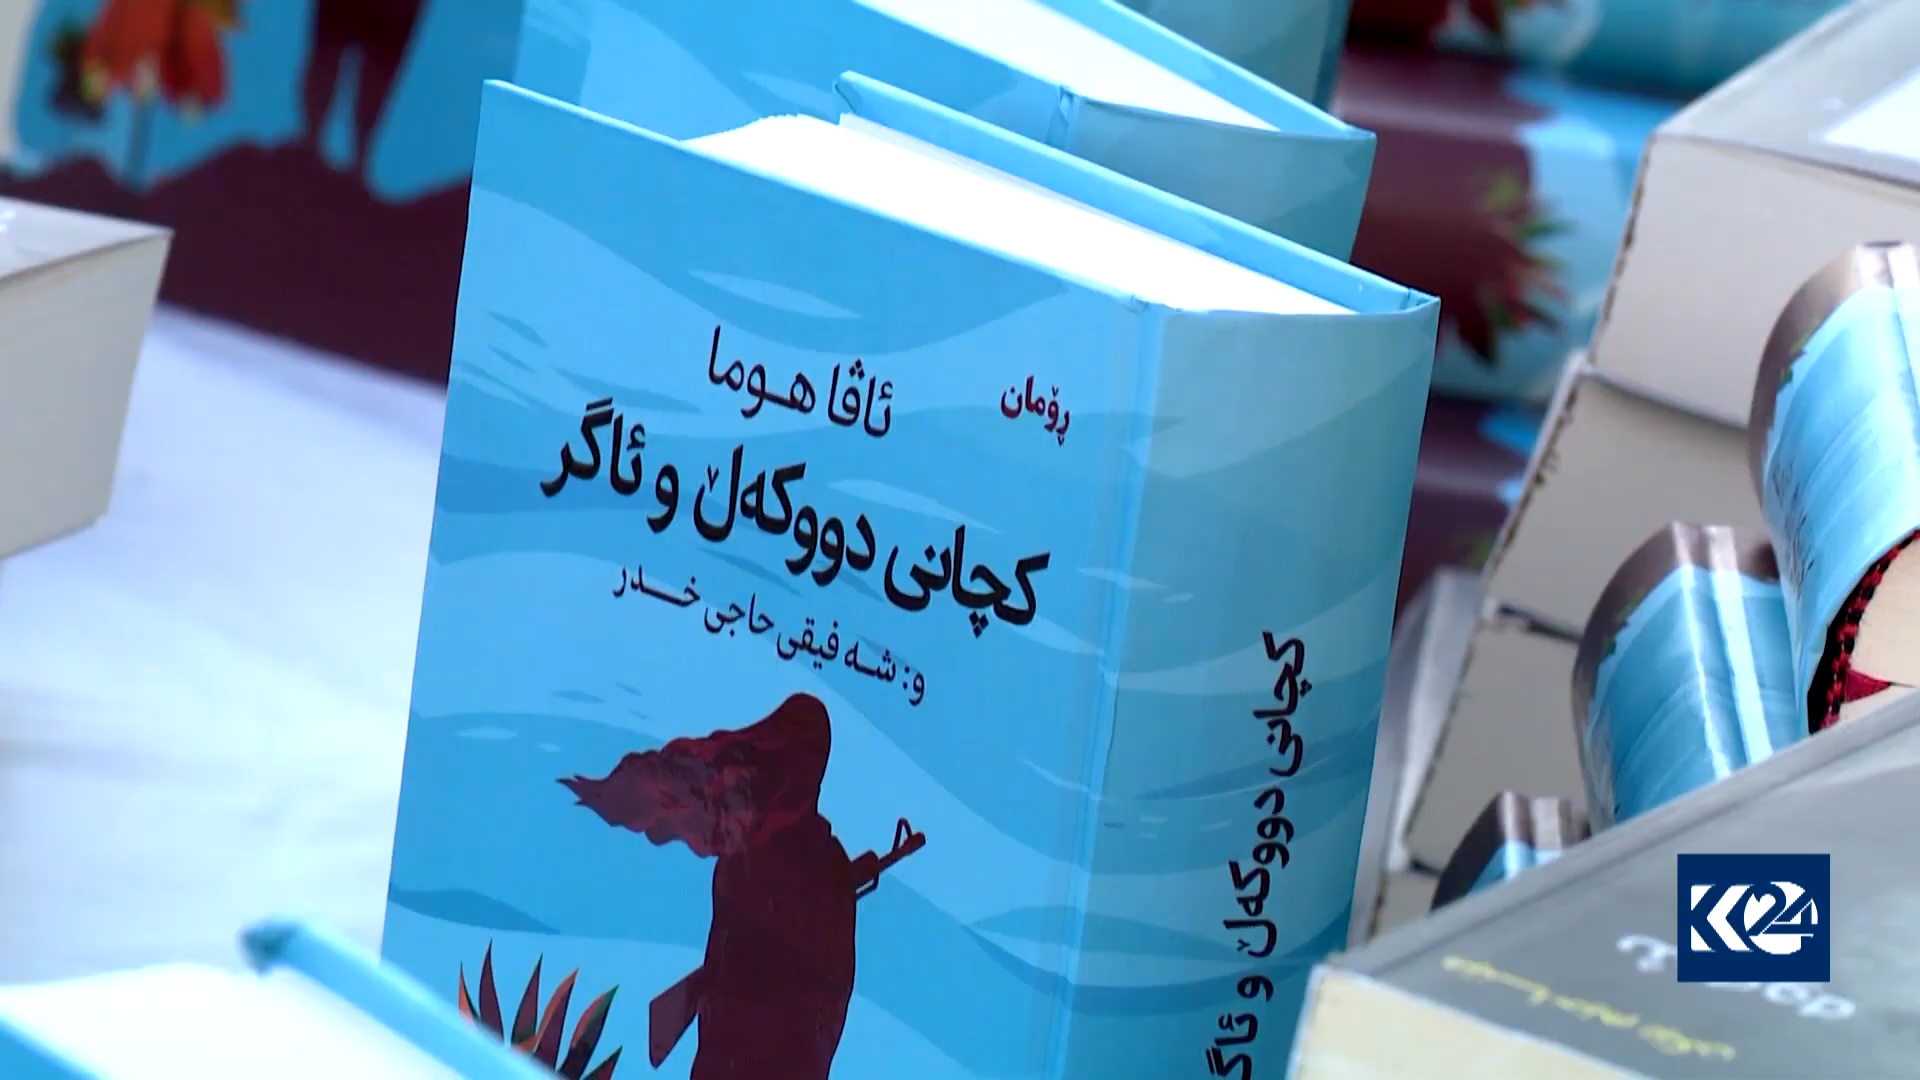 ڕۆمان
ئاڤا هوما
کچانی دووکەڵ و ئاگر
و: شەفیقی حاجی خدر
کچانی دووکەڵ و ئاگ
K24